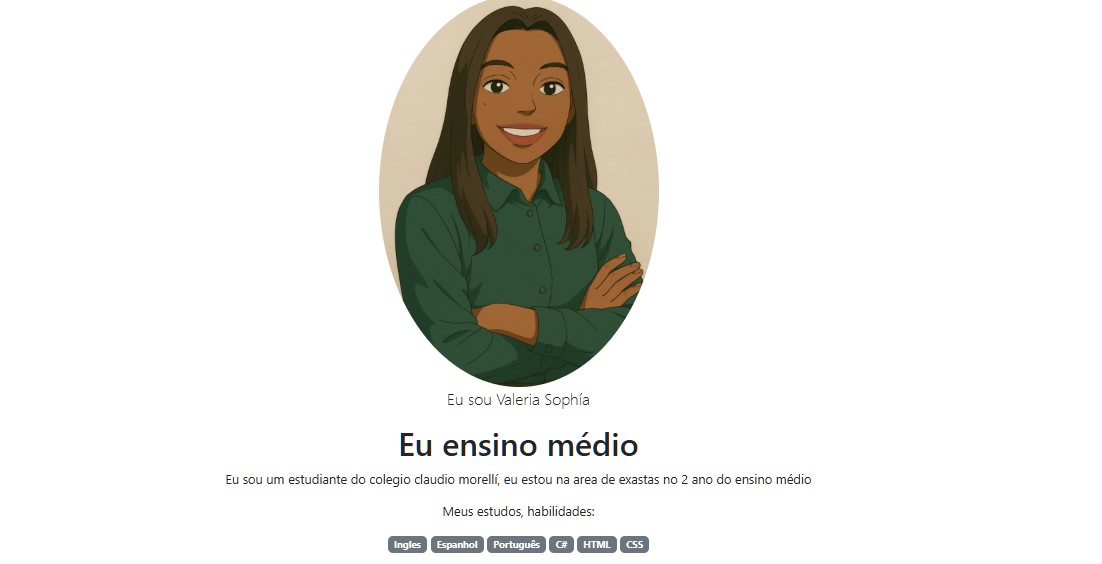 Eu sou Valeria Sophía
Eu ensino médio
Eu sou um estudiante do colegio claudio morellí, eu estou na area de exastas no 2 ano do ensino médio
Meus estudos, habilidades:
Ingles Espanhol Português C# HTML CSS